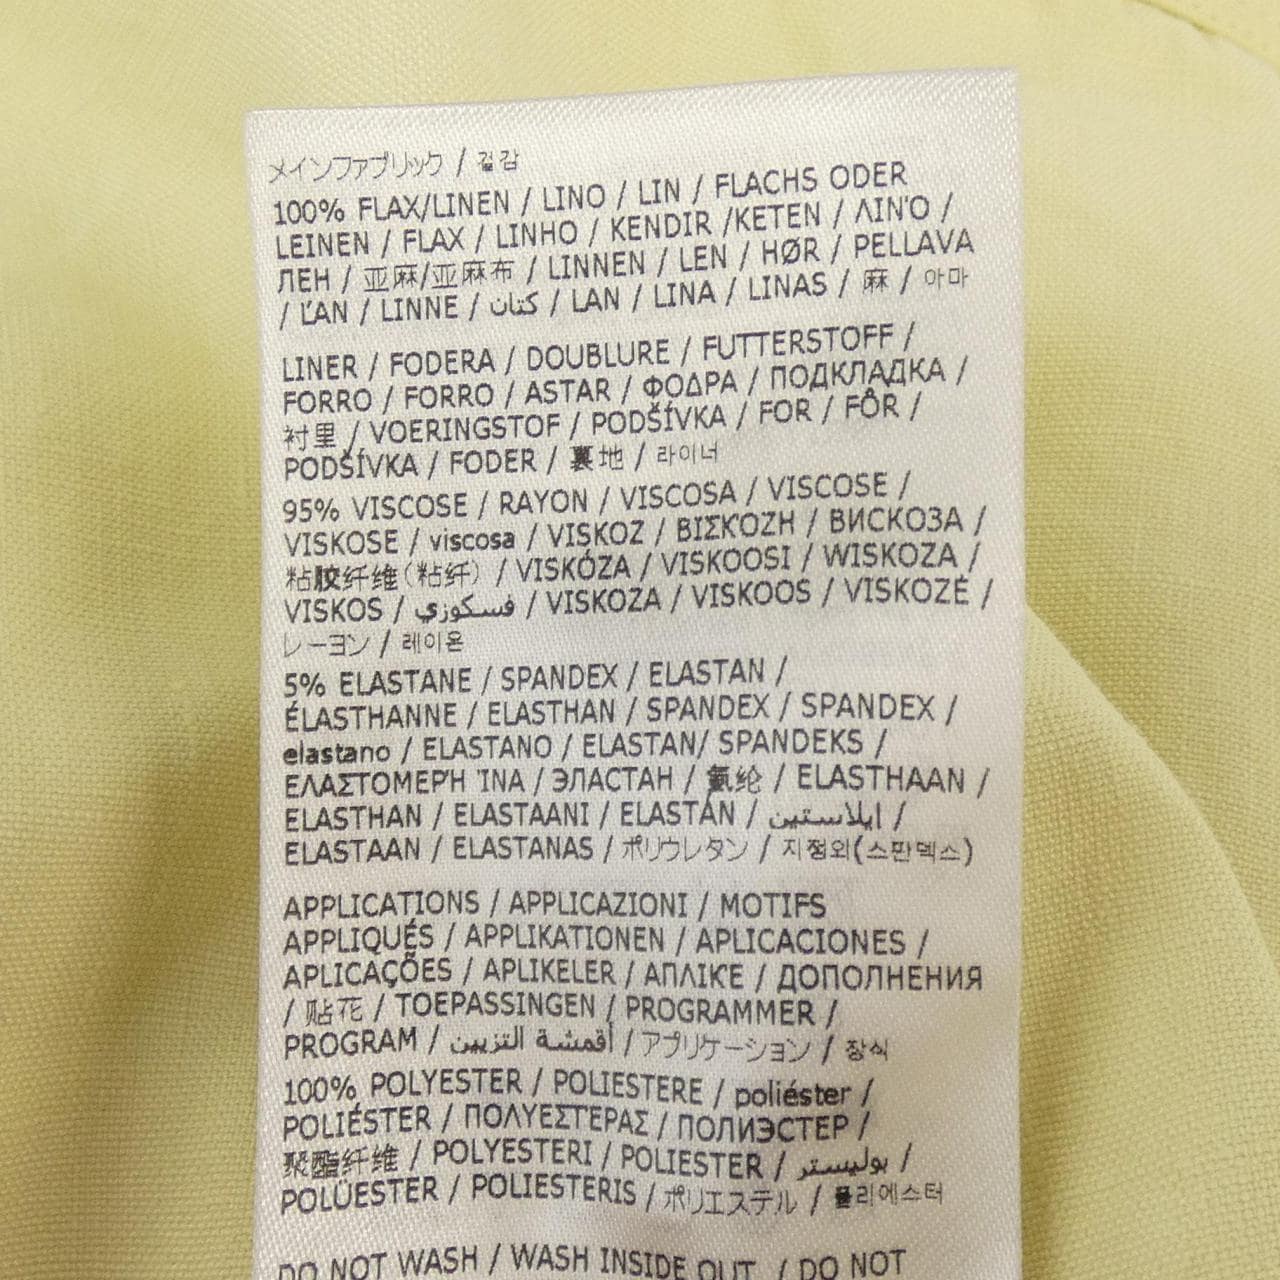 メインファブリック / 겉감
100% FLAX/LINEN / LINO / LIN / FLACHS ODER
LEINEN / FLAX / LINHO / KENDIR /KETEN / ΛΙΝ'Ο /
ЛЕН / 亚麻/亚麻布 / LINNEN / LEN / HØR / PELLAVA
/ ĽAN / LINNE / كتان / LAN / LINA / LINAS / 麻 / 아마
LINER / FODERA / DOUBLURE / FUTTERSTOFF /
FORRO / FORRO / ASTAR / ΦΟΔΡΑ / ПОДКЛАДКА /
衬里 / VOERINGSTOF / PODŠÍVKA / FOR / FÔR /
PODŠÍVKA / FODER / 裏地 / 라이너
95% VISCOSE / RAYON / VISCOSA / VISCOSE /
VISKOSE / viscosa / VISKOZ / ΒΙΣΚ'ΟΖΗ / ВИСКОЗА /
粘胶纤维(粘纤) / VISKÓZA / VISKOOSI / WISKOZA /
VISKOS / فسكوزي / VISKOZA / VISKOOS / VISKOZĖ /
レーヨン / 레이온
5% ELASTANE / SPANDEX / ELASTAN /
ÉLASTHANNE / ELASTHAN / SPANDEX / SPANDEX /
elastano / ELASTANO / ELASTAN/ SPANDEKS /
ΕΛΑΣΤΟΜΕΡ'Η 'ΙΝΑ / ЭЛАСТАН / 氨纶 / ELASTHAAN /
ELASTHAN / ELASTAANI / ELASTÁN / ايلاستين /
ELASTAAN / ELASTANAS / ポリウレタン / 지정외(스판덱스)
APPLICATIONS / APPLICAZIONI / MOTIFS
APPLIQUÉS / APPLIKATIONEN / APLICACIONES /
APLICAÇÕES / APLIKELER / ΑΠΛΙΚ'Ε / ДОПОЛНЕНИЯ
/ 贴花 / TOEPASSINGEN / PROGRAMMER /
PROGRAM / أقمشة التزيين / アプリケーション / 장식
100% POLYESTER / POLIESTERE / poliéster /
POLIÉSTER / ΠΟΛΥΕΣΤΕΡΑΣ / ПОЛИЭСТЕР /
聚酯纤维 / POLYESTERI / POLIESTER / بوليستر /
POLÜESTER / POLIESTERIS / ポリエステル / 폴리에스터
DO NOT WASH / WASH INSIDE OUT / DO NOT